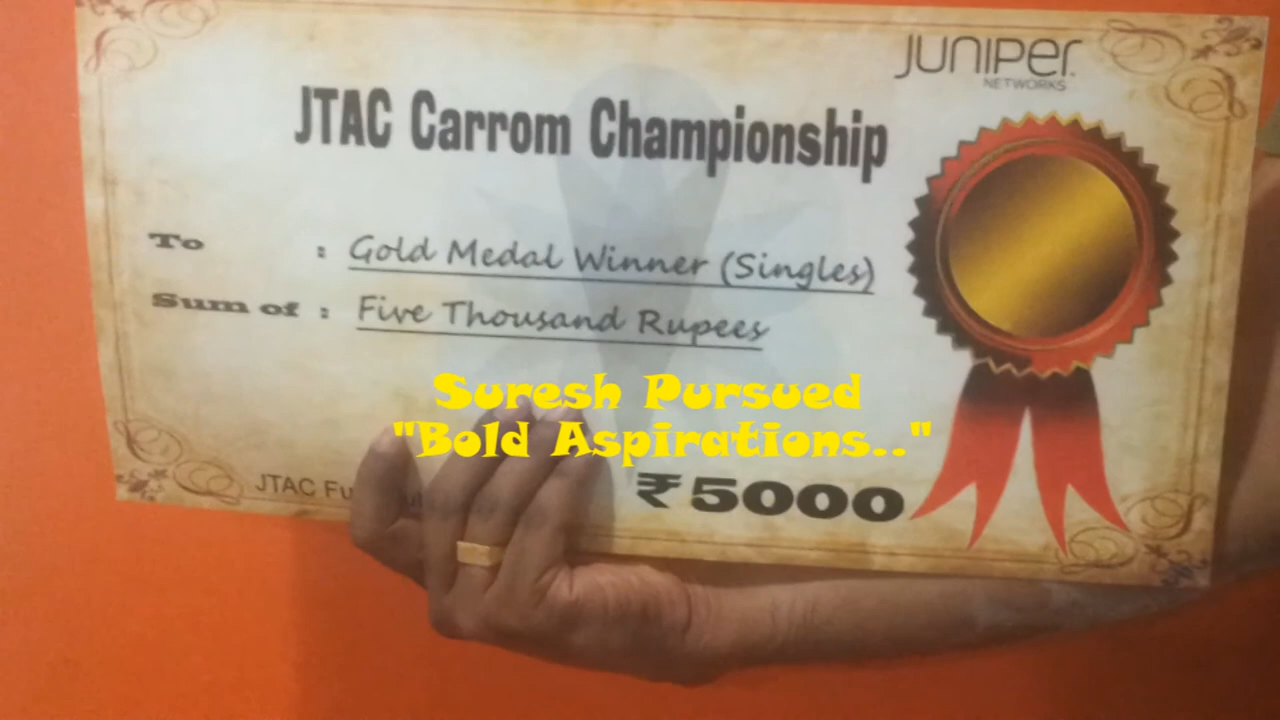 JUNIPer
NETWORKS
JTAC Carrom Championship
To : Gold Medal Winner (Singles)
Sum of : Five Thousand Rupees
Suresh Pursued
"Bold Aspirations.."
JTAC
₹5000